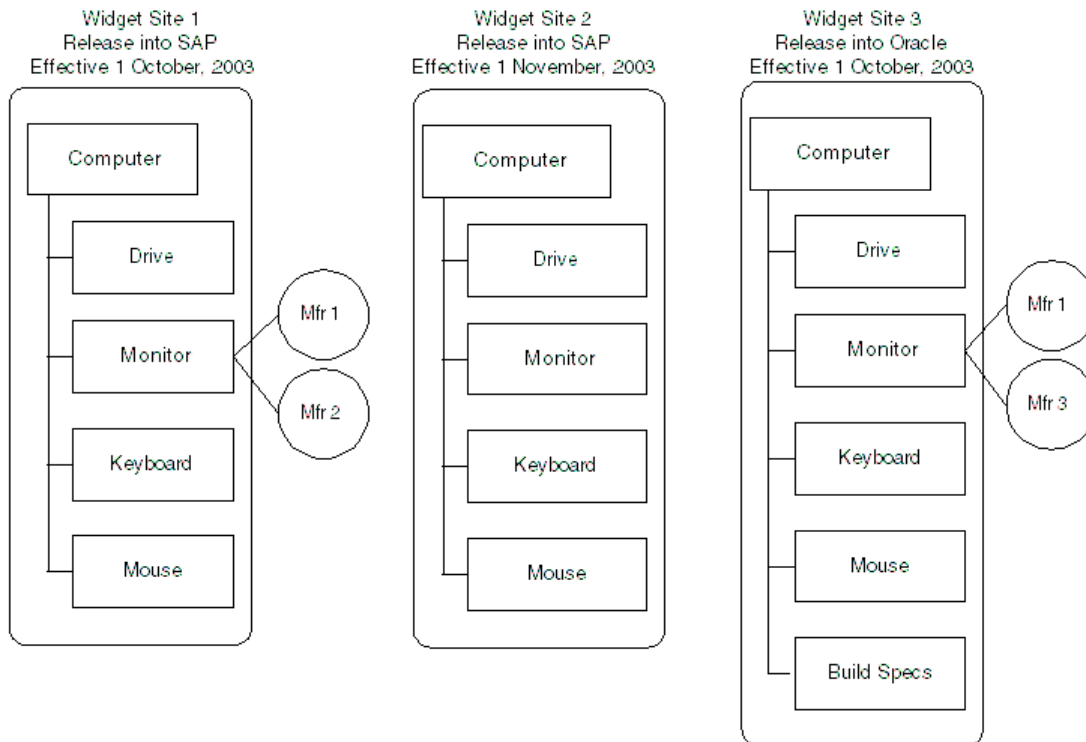 Widget Site 1
Release into SAP
Effective 1 October, 2003
Computer
Drive
Monitor
Keyboard
Mouse
Mfr 1
Mfr 2
Widget Site 2
Release into SAP
Effective 1 November, 2003
Computer
Drive
Monitor
Keyboard
Mouse
Widget Site 3
Release into Oracle
Effective 1 October, 2003
Computer
Drive
Monitor
Keyboard
Mouse
Build Specs
Mfr 1
Mfr 3